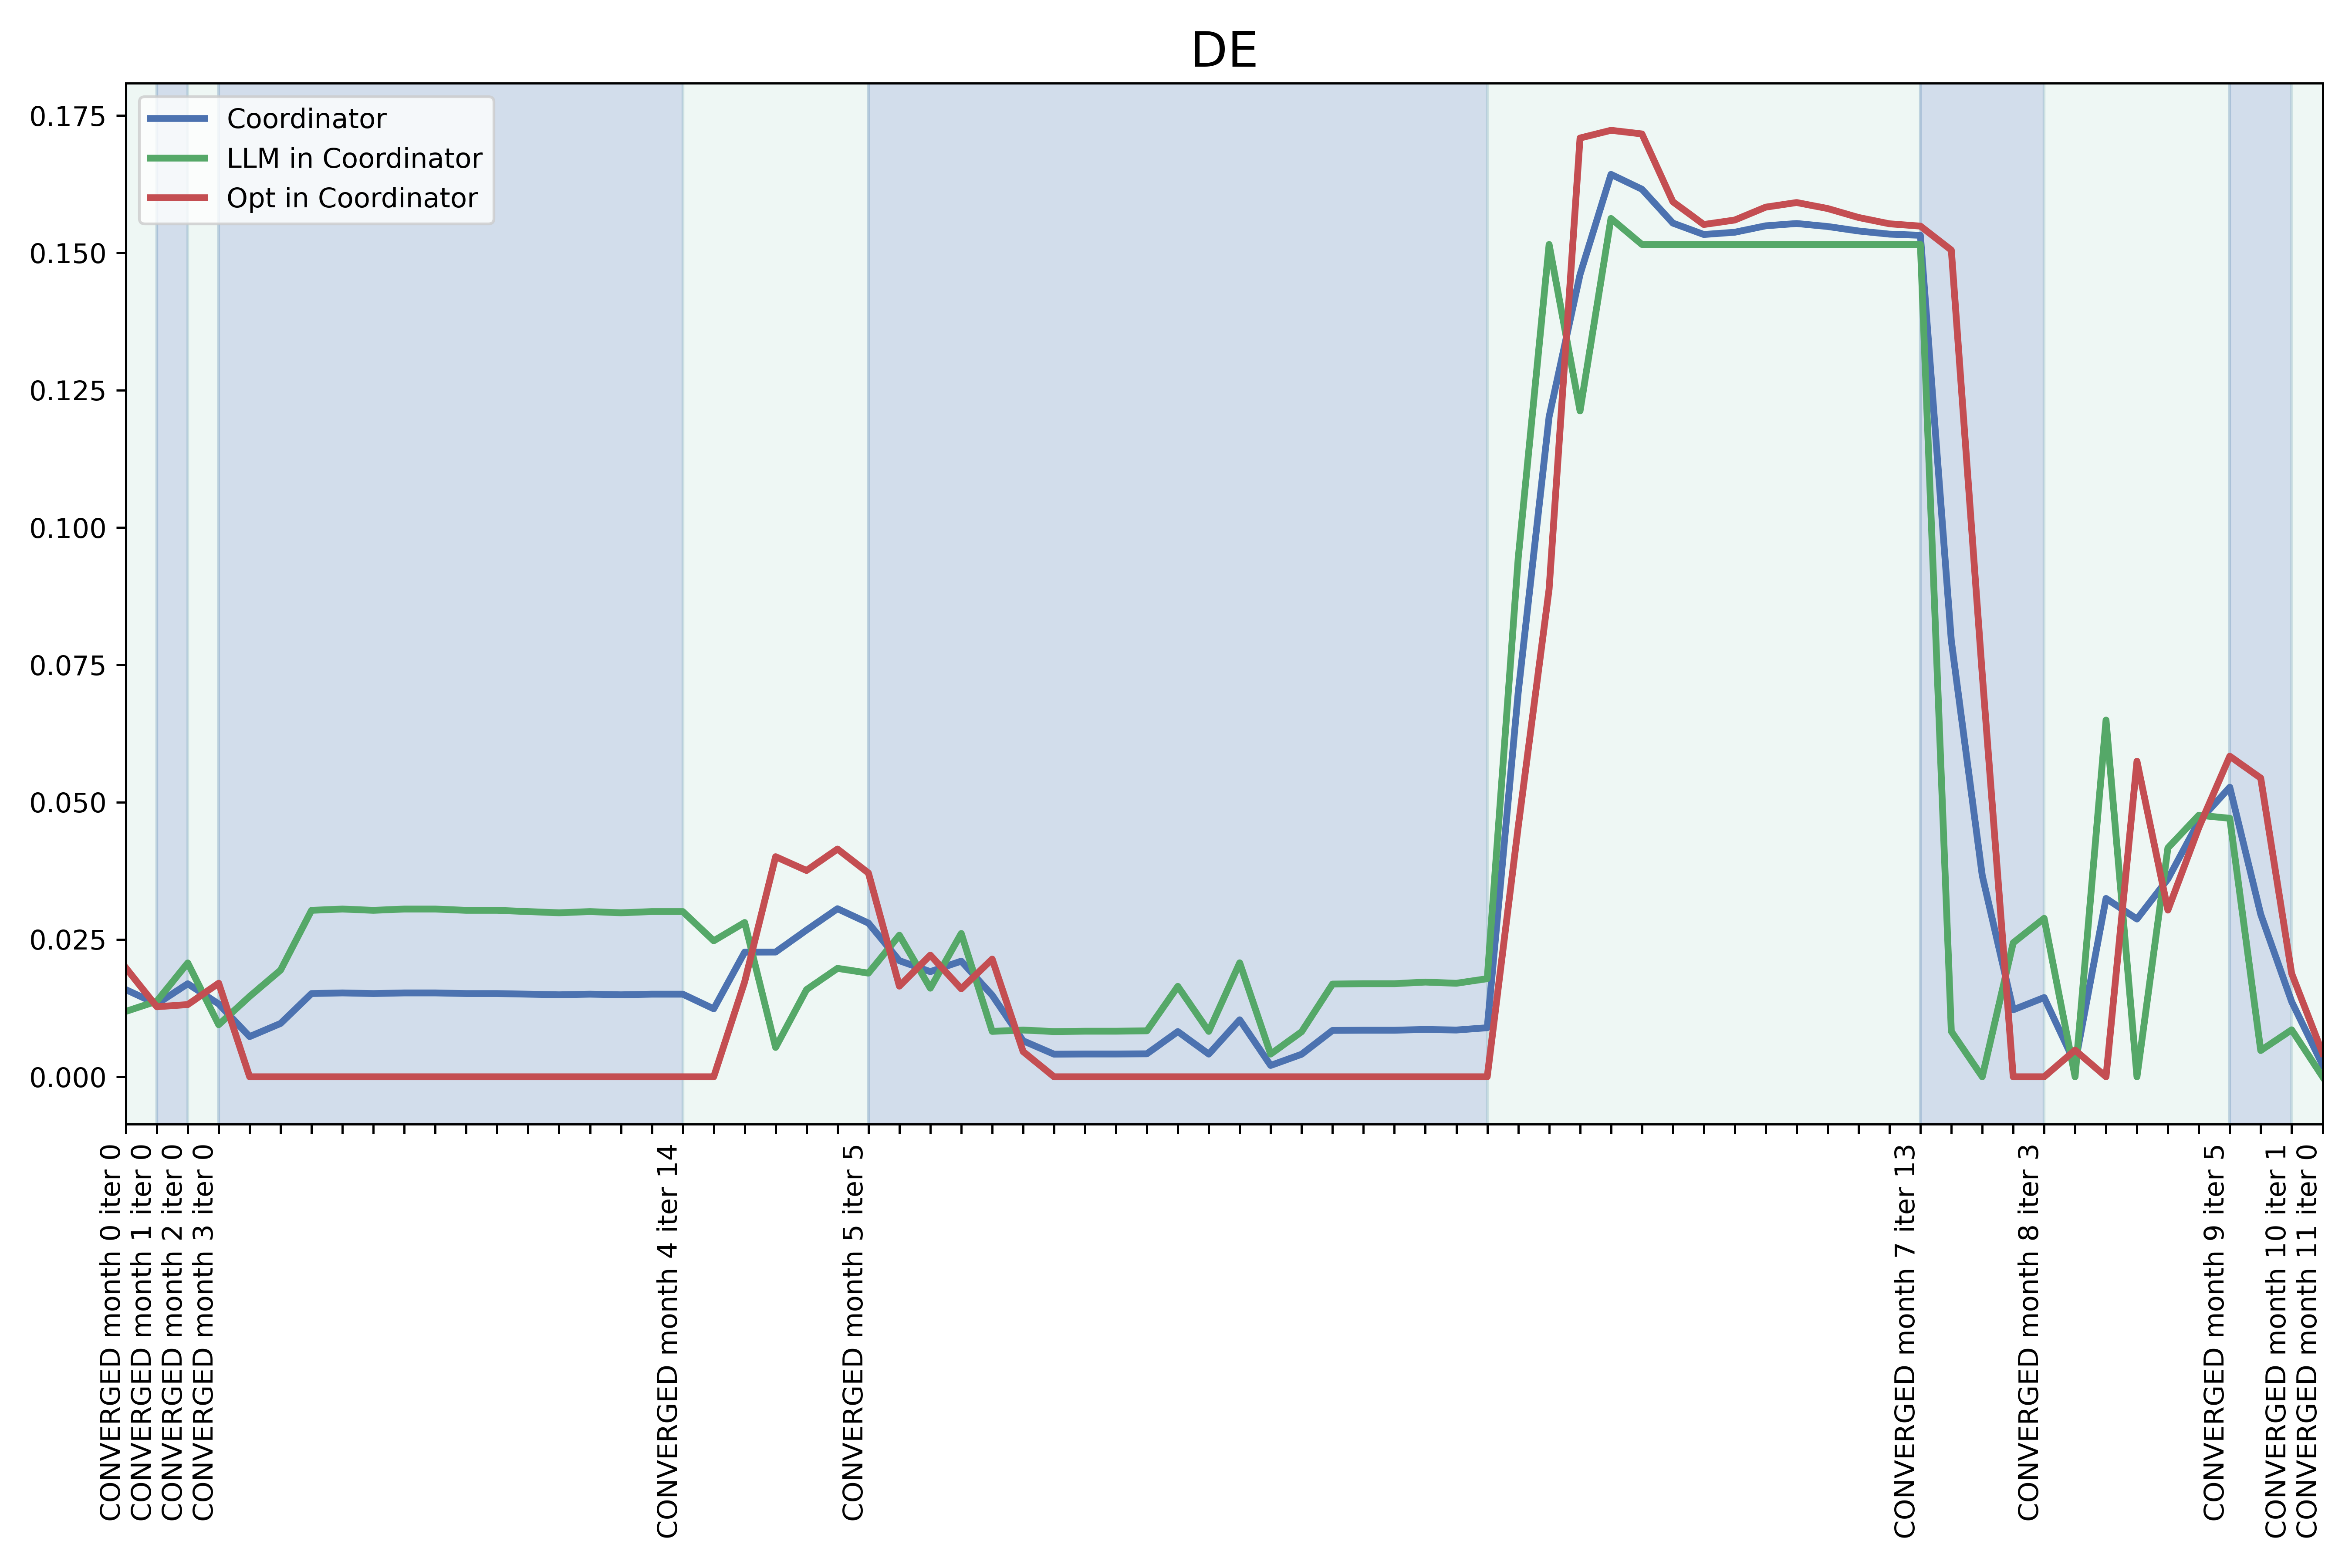 DE
0.175
0.150
0.125
0.100
0.075
0.050
0.025
0.000
Coordinator
LLM in Coordinator
Opt in Coordinator
CONVERGED month 0 iter 0
CONVERGED month 1 iter 0
CONVERGED month 2 iter 0
CONVERGED month 3 iter 0
CONVERGED month 4 iter 14
CONVERGED month 5 iter 5
CONVERGED month 7 iter 13
CONVERGED month 8 iter 3
CONVERGED month 9 iter 5
CONVERGED month 10 iter 1
CONVERGED month 11 iter 0